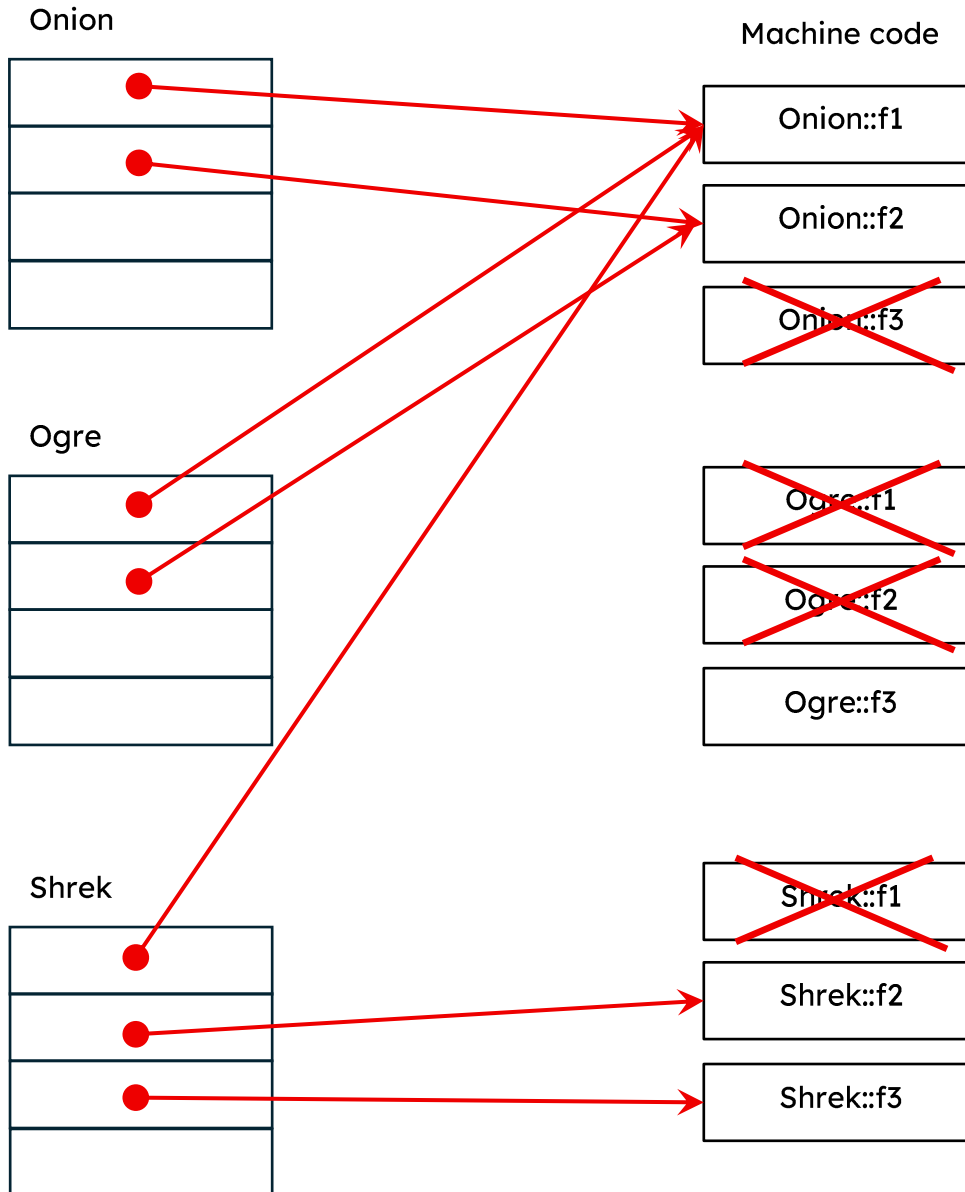 Onion
Machine code
Onion::f1
Onion::f2
Onion::f3
Ogre
Ogre::f1
Ogre::f2
Ogre::f3
Shrek
Shrek::f1
Shrek::f2
Shrek::f3